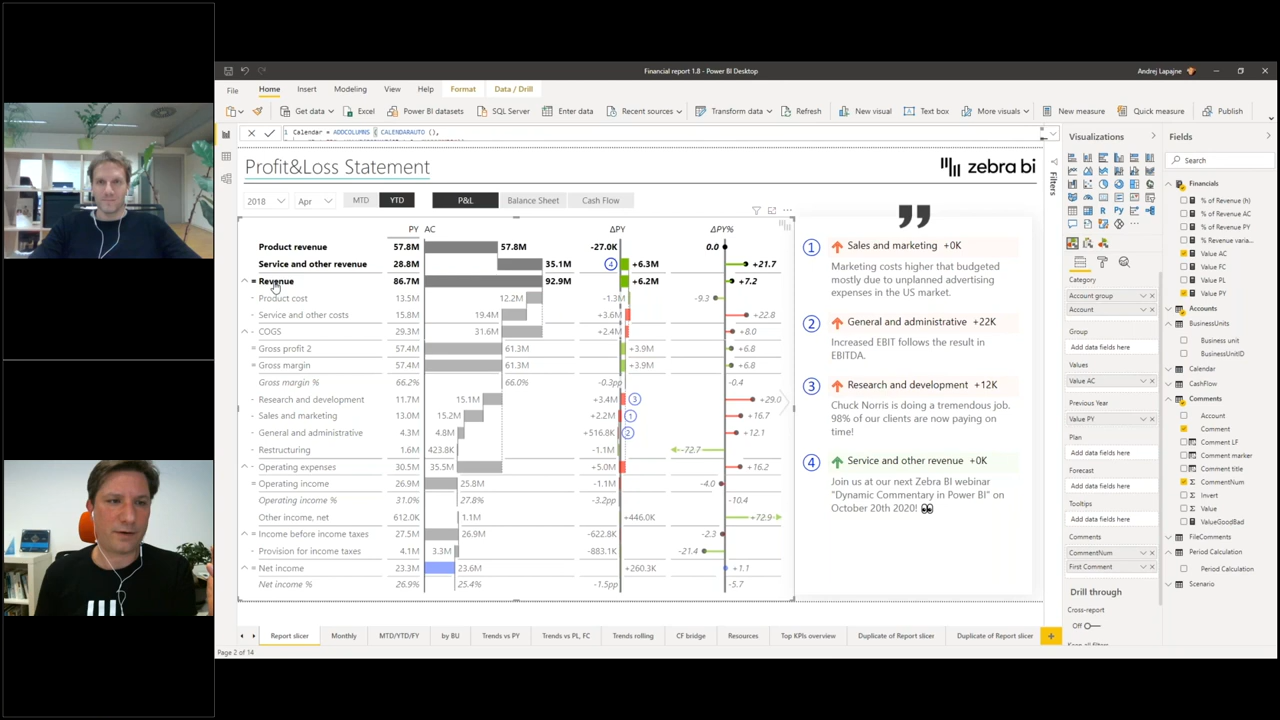 Financial report 1.8 - Power BI Desktop
Andrej Lapajne
File Home Insert Modeling View Help Format Data / Drill
Get data Excel Power BI datasets SQL Server Enter data Recent sources Transform data Refresh New visual Text box More visuals New measure Quick measure Publish
1 Calendar = ADDCOLUMNS ( CALENDARAUTO (),
Profit&Loss Statement
zebra bi
2018 Apr MTD YTD P&L Balance Sheet Cash Flow
PY AC ΔPY ΔPY%
Product revenue 57.8M 57.8M -27.0K 0.0
Service and other revenue 28.8M 35.1M 4 +6.3M +21.7
= Revenue 86.7M 92.9M +6.2M +7.2
- Product cost 13.5M 12.2M -1.3M -9.3
- Service and other costs 15.8M 19.4M +3.6M +22.8
- COGS 29.3M 31.6M +2.4M +8.0
= Gross profit 2 57.4M 61.3M +3.9M +6.8
= Gross margin 57.4M 61.3M +3.9M +6.8
Gross margin % 66.2% 66.0% -0.3pp -0.4
- Research and development 11.7M 15.1M +3.4M 3 +29.0
- Sales and marketing 13.0M 15.2M +2.2M 1 +16.7
- General and administrative 4.3M 4.8M +516.8K 2 +12.1
- Restructuring 1.6M 423.8K -1.1M -72.7
- Operating expenses 30.5M 35.5M +5.0M +16.2
= Operating income 26.9M 25.8M -1.1M -4.0
Operating income % 31.0% 27.8% -3.2pp -10.4
Other income, net 612.0K 1.1M +446.0K +72.9
= Income before income taxes 27.5M 26.9M -622.8K -2.3
- Provision for income taxes 4.1M 3.3M -883.1K -21.4
= Net income 23.3M 23.6M +260.3K +1.1
Net income % 26.9% 25.4% -1.5pp -5.7
1 Sales and marketing +0K
Marketing costs higher that budgeted
mostly due to unplanned advertising
expenses in the US market.
2 General and administrative +22K
Increased EBIT follows the result in
EBITDA.
3 Research and development +12K
Chuck Norris is doing a tremendous job.
98% of our clients are now paying on
time!
4 Service and other revenue +0K
Join us at our next Zebra BI webinar
"Dynamic Commentary in Power BI" on
October 20th 2020! 👀
Filters
Visualizations
Category
Account group
Account
Group
Add data fields here
Values
Value AC
Previous Year
Value PY
Plan
Add data fields here
Forecast
Add data fields here
Tooltips
Add data fields here
Comments
CommentNum
First Comment
Drill through
Cross-report
Off
Keep all filters
Fields
Search
Financials
% of Revenue (h)
% of Revenue AC
% of Revenue PY
% Revenue varia...
Value AC
Value FC
Value PL
Value PY
Accounts
BusinessUnits
Business unit
BusinessUnitID
Calendar
CashFlow
Comments
Account
Comment
Comment LF
Comment marker
Comment title
CommentNum
Invert
Value
ValueGoodBad
FileComments
Period Calculation
Period Calculation
Scenario
Report slicer Monthly MTD/YTD/FY by BU Trends vs PY Trends vs PL, FC Trends rolling CF bridge Resources Top KPIs overview Duplicate of Report slicer Duplicate of Report slicer
Page 2 of 14